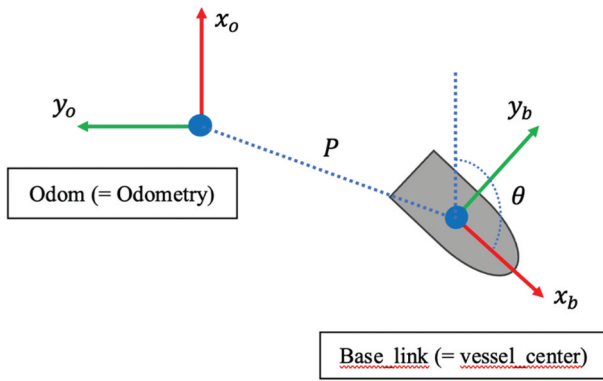 x_o
y_o
y_b
P
θ
Odom (= Odometry)
x_b
Base_link (= vessel_center)